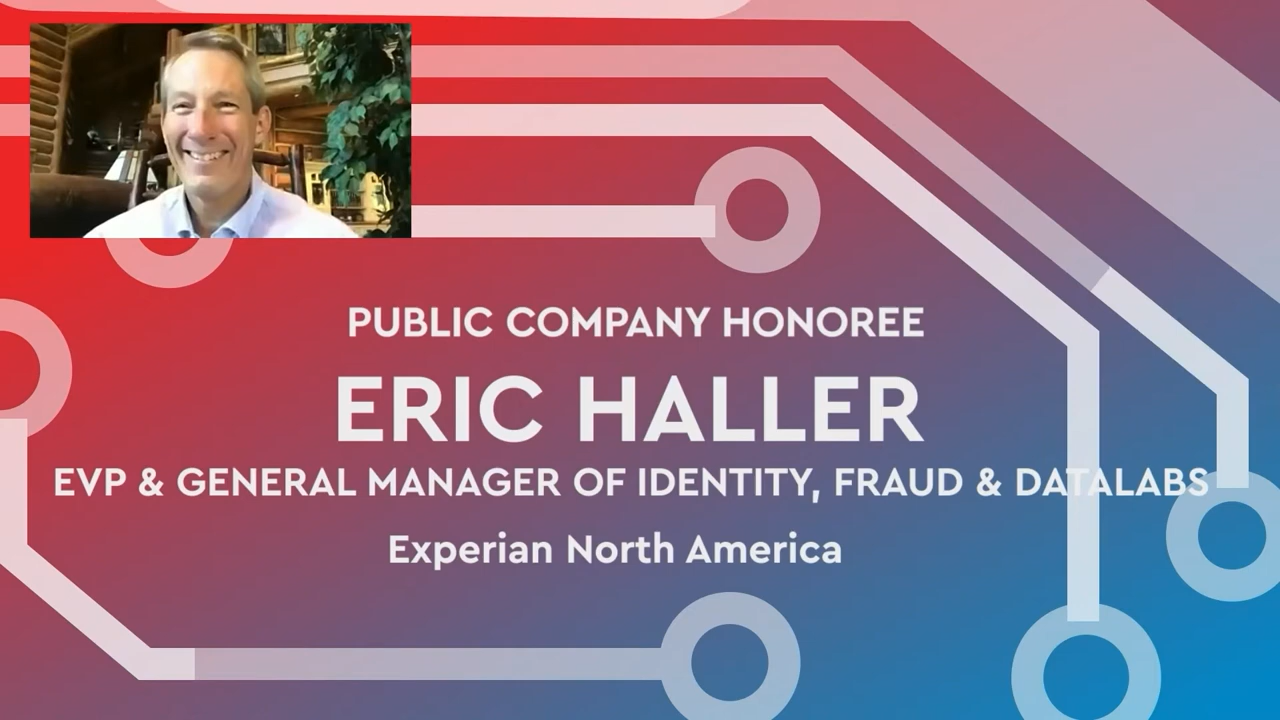 PUBLIC COMPANY HONOREE
ERIC HALLER
EVP & GENERAL MANAGER OF IDENTITY, FRAUD & DATALABS
Experian North America